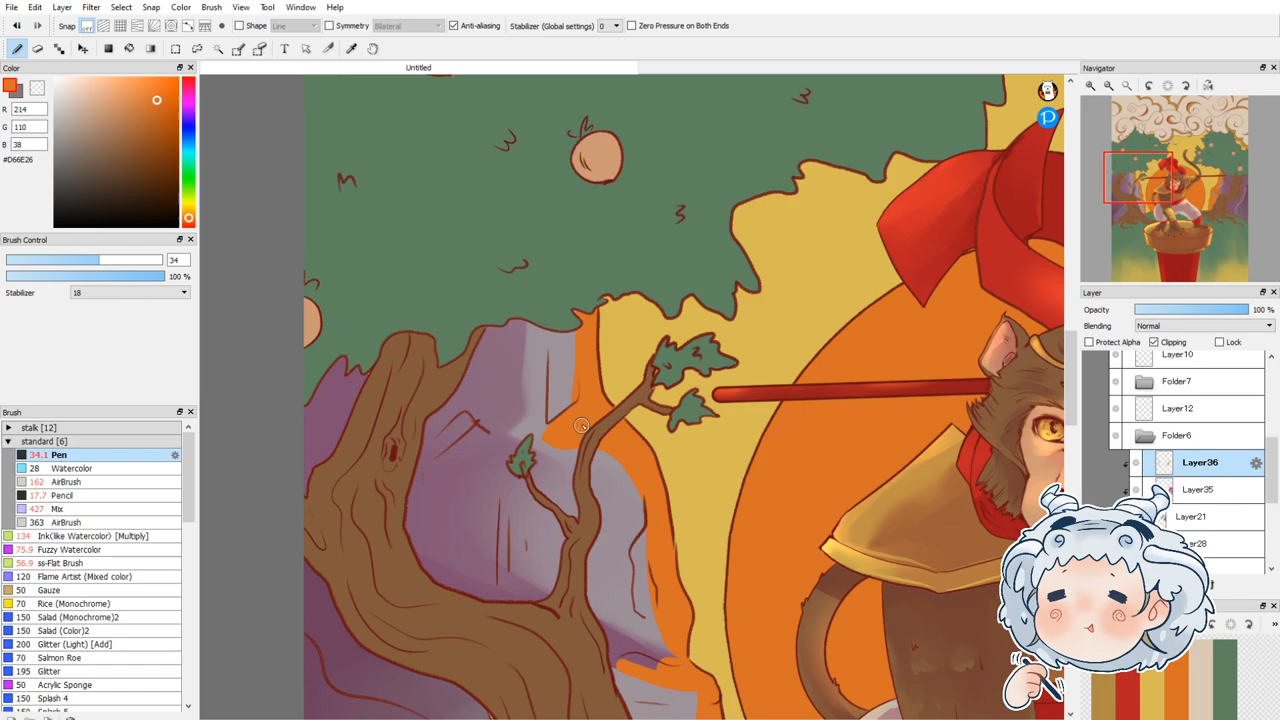 File Edit Layer Filter Select Snap Color Brush View Tool Window Help
Snap off Shape Line Symmetry Bilateral Anti-aliasing Stabilizer (Global settings) 0 Zero Pressure on Both Ends
Untitled
Color
R 214
G 110
B 38
#D66E26
Brush Control
34
100 %
Stabilizer 18
Brush
stalk [12]
standard [6]
34.1 Pen
28 Watercolor
162 AirBrush
17.7 Pencil
427 Mix
363 AirBrush
134 Ink(like Watercolor) [Multiply]
75.9 Fuzzy Watercolor
56.9 ss-Flat Brush
120 Flame Artist (Mixed color)
50 Gauze
70 Rice (Monochrome)
150 Salad (Monochrome)2
150 Salad (Color)2
200 Glitter (Light) [Add]
70 Salmon Roe
195 Glitter
50 Acrylic Sponge
150 Splash 4
150 Splash 5
Navigator
Layer
Opacity 100 %
Blending Normal
Protect Alpha Clipping Lock
Layer10
Folder7
Layer12
Folder6
Layer36
Layer35
Layer21